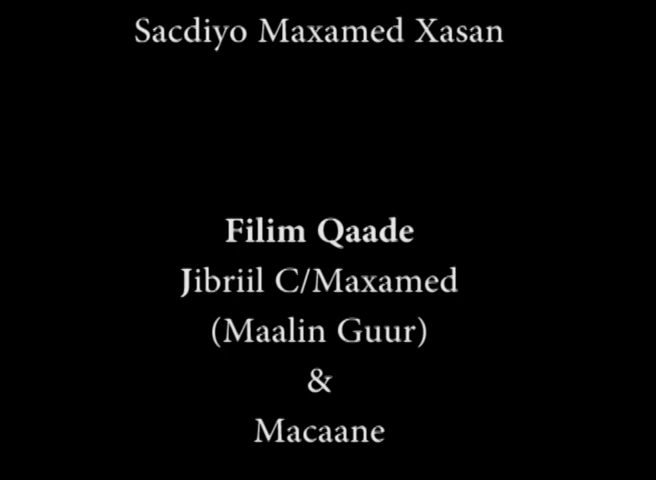 Sacdiyo Maxamed Xasan
Filim Qaade
Jibriil C/Maxamed
(Maalin Guur)
&
Macaane